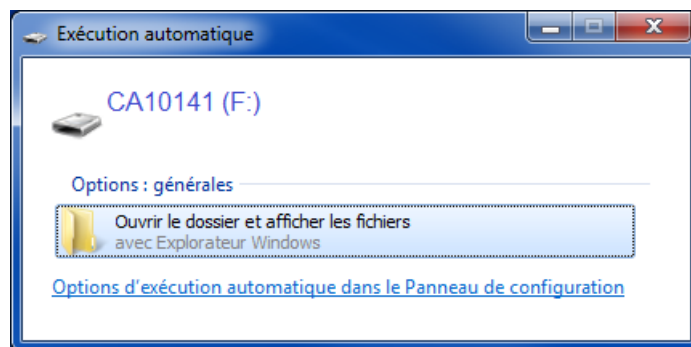 Exécution automatique
CA10141 (F:)
Options : générales
Ouvrir le dossier et afficher les fichiers
avec Explorateur Windows
Options d'exécution automatique dans le Panneau de configuration